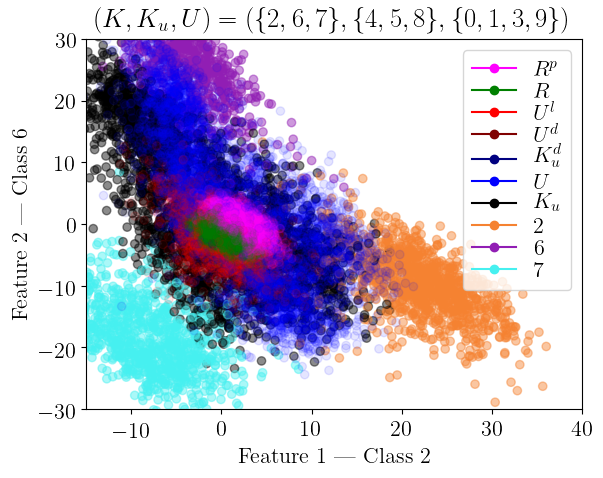 (K, K_u, U) = ({2, 6, 7}, {4, 5, 8}, {0, 1, 3, 9})
30
20
10
0
−10
−20
−30
Feature 2 — Class 6
R^p
R
U^l
U^d
K_u^d
U
K_u
2
6
7
−10
0
10
20
30
40
Feature 1 — Class 2